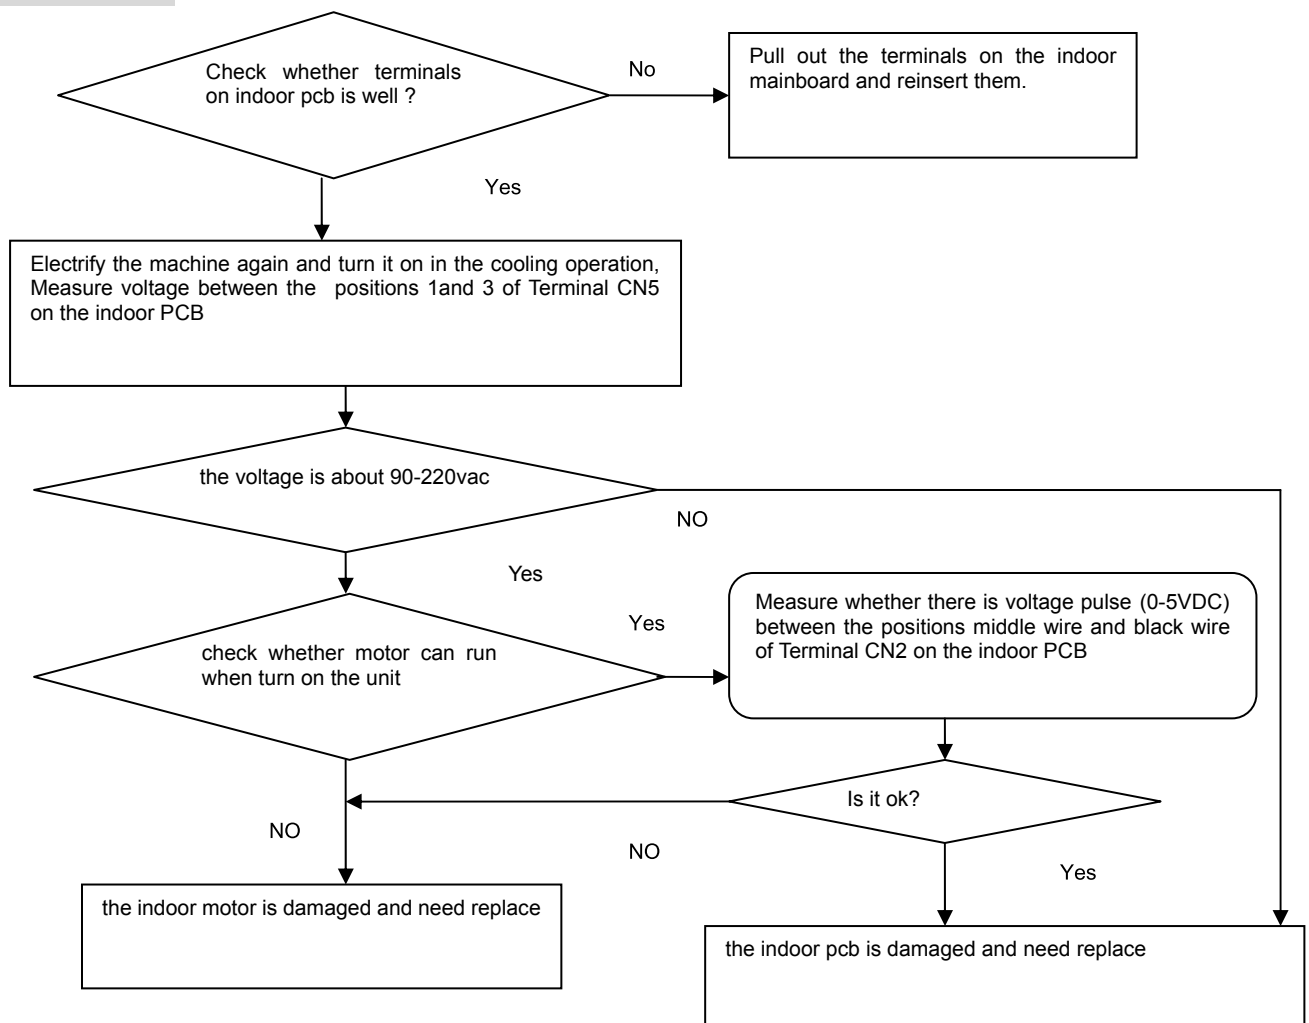 Check whether terminals
on indoor pcb is well ?
No
Pull out the terminals on the indoor
mainboard and reinsert them.
Yes
Electrify the machine again and turn it on in the cooling operation,
Measure voltage between the positions 1and 3 of Terminal CN5
on the indoor PCB
the voltage is about 90-220vac
NO
Yes
check whether motor can run
when turn on the unit
Yes
Measure whether there is voltage pulse (0-5VDC)
between the positions middle wire and black wire
of Terminal CN2 on the indoor PCB
Is it ok?
NO
NO
Yes
the indoor motor is damaged and need replace
the indoor pcb is damaged and need replace